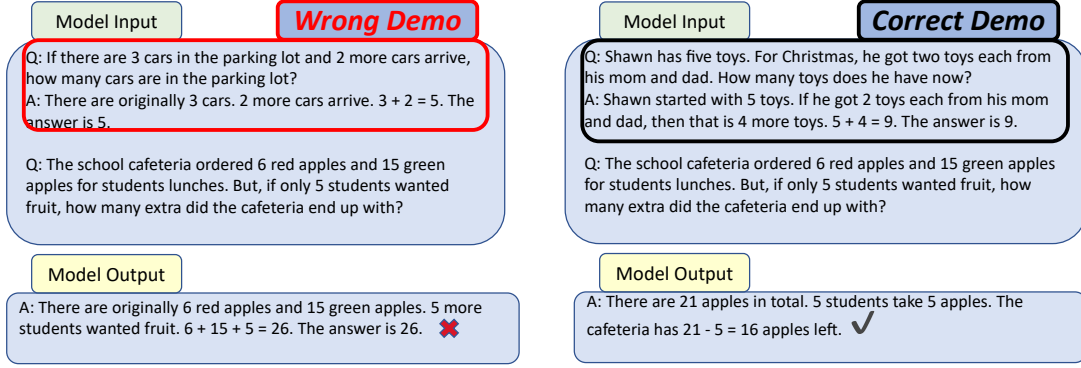 Model Input
Wrong Demo
Q: If there are 3 cars in the parking lot and 2 more cars arrive,
how many cars are in the parking lot?
A: There are originally 3 cars. 2 more cars arrive. 3 + 2 = 5. The
answer is 5.
Q: The school cafeteria ordered 6 red apples and 15 green
apples for students lunches. But, if only 5 students wanted
fruit, how many extra did the cafeteria end up with?
Model Output
A: There are originally 6 red apples and 15 green apples. 5 more
students wanted fruit. 6 + 15 + 5 = 26. The answer is 26.
Model Input
Correct Demo
Q: Shawn has five toys. For Christmas, he got two toys each from
his mom and dad. How many toys does he have now?
A: Shawn started with 5 toys. If he got 2 toys each from his mom
and dad, then that is 4 more toys. 5 + 4 = 9. The answer is 9.
Q: The school cafeteria ordered 6 red apples and 15 green apples
for students lunches. But, if only 5 students wanted fruit, how
many extra did the cafeteria end up with?
Model Output
A: There are 21 apples in total. 5 students take 5 apples. The
cafeteria has 21 - 5 = 16 apples left.